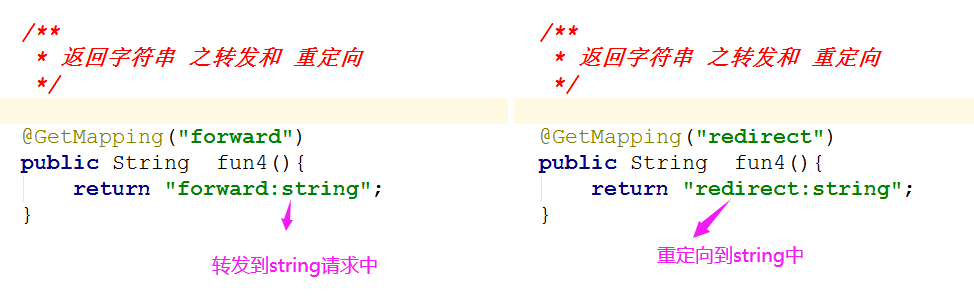 /**
 * 返回字符串 之转发和 重定向
 */
@GetMapping("forward")
public String  fun4(){
    return "forward:string";
}
转发到string请求中
/**
 * 返回字符串 之转发和 重定向
 */
@GetMapping("redirect")
public String  fun4(){
    return "redirect:string";
}
重定向到string中